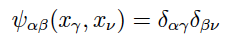 ψ_{αβ}(x_γ, x_ν) = δ_{αγ}δ_{βν}